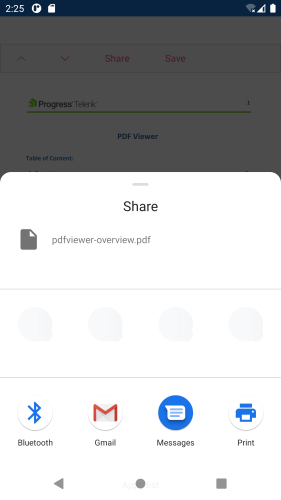 2:25
Share Save
Progress Telerik 1
PDF Viewer
Table of Content:
Share
pdfviewer-overview.pdf
Bluetooth Gmail Messages Print